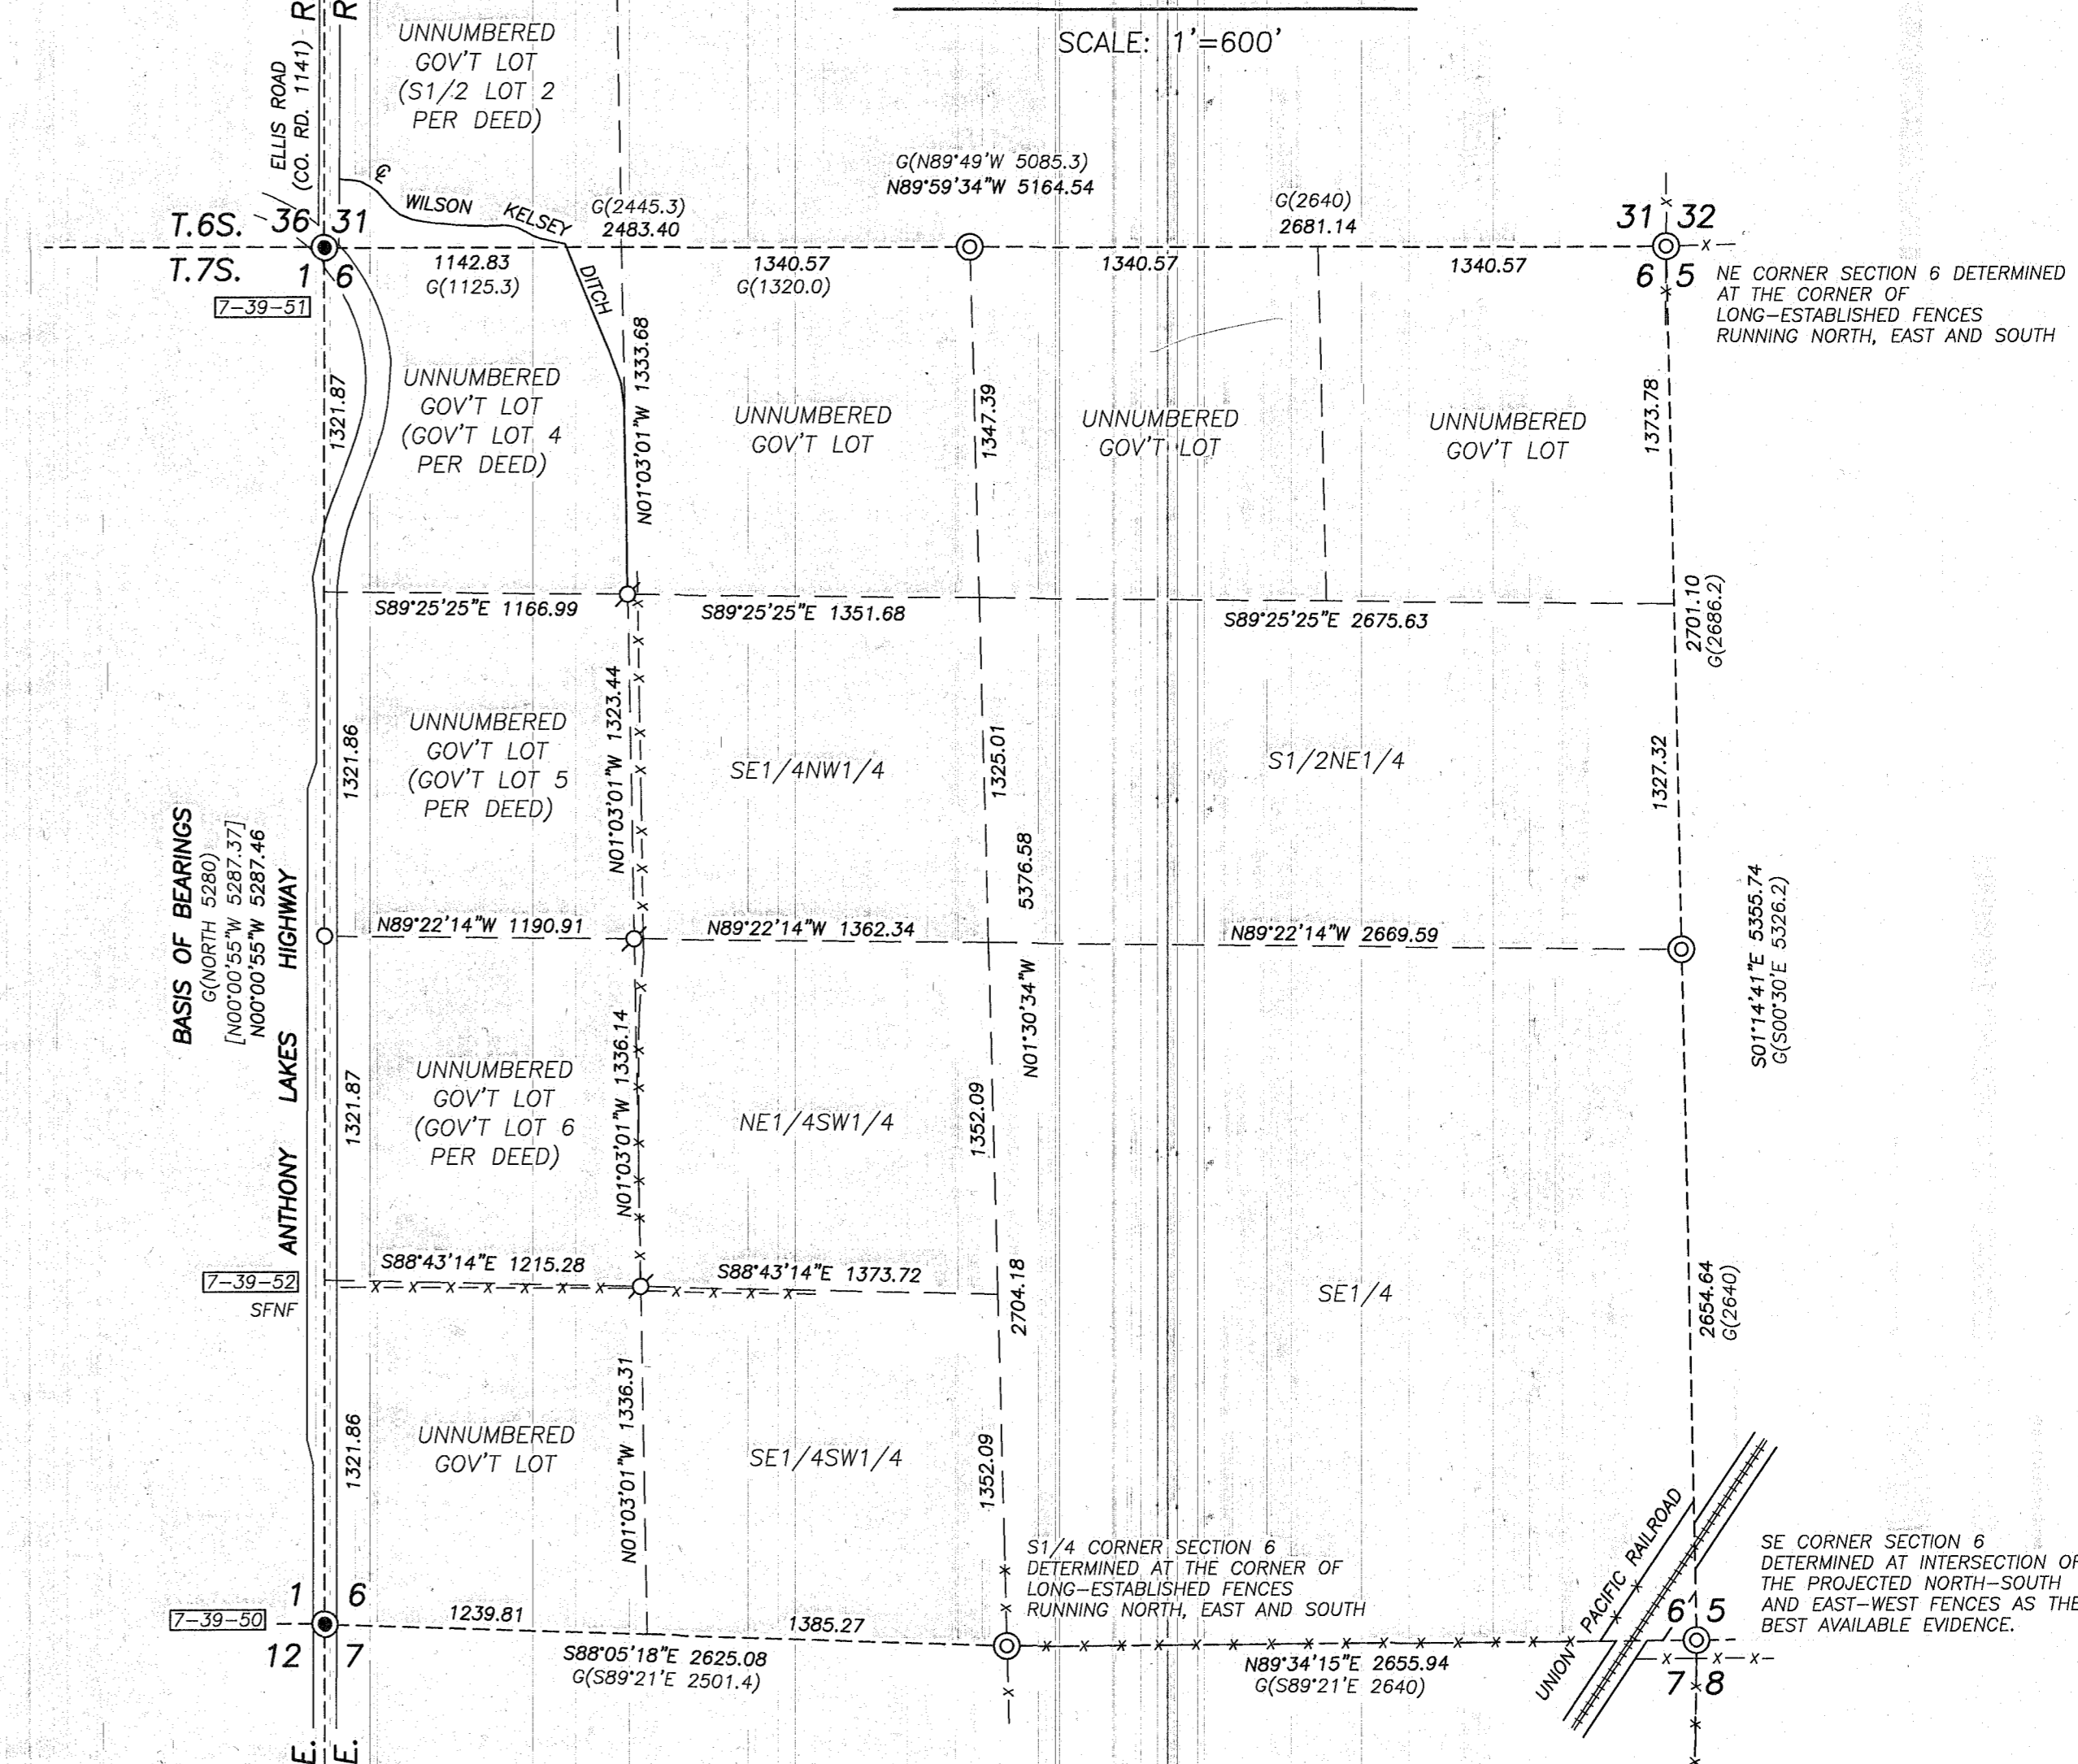 SCALE: 1'=600'
R
R
ELLIS ROAD
(CO. RD. 1141)
UNNUMBERED
GOV'T LOT
(S1/2 LOT 2
PER DEED)
℄
WILSON KELSEY DITCH
G(N89°49'W 5085.3)
N89°59'34"W 5164.54
G(2445.3)
2483.40
G(2640)
2681.14
T.6S.
36 31
T.7S.
1 6
7-39-51
31 32
6 5
NE CORNER SECTION 6 DETERMINED
AT THE CORNER OF
LONG-ESTABLISHED FENCES
RUNNING NORTH, EAST AND SOUTH
1142.83
G(1125.3)
1340.57
G(1320.0)
1340.57
1340.57
1321.87
UNNUMBERED
GOV'T LOT
(GOV'T LOT 4
PER DEED)
N01°03'01"W 1333.68
UNNUMBERED
GOV'T LOT
1347.39
UNNUMBERED
GOV'T LOT
UNNUMBERED
GOV'T LOT
1373.78
S89°25'25"E 1166.99
S89°25'25"E 1351.68
S89°25'25"E 2675.63
2701.10
G(2686.2)
1321.86
UNNUMBERED
GOV'T LOT
(GOV'T LOT 5
PER DEED)
N01°03'01"W 1323.44
SE1/4NW1/4
1325.01
S1/2NE1/4
1327.32
BASIS OF BEARINGS
G(NORTH 5280)
[N00°00'55"W 5287.37]
N00°00'55"W 5287.46
ANTHONY LAKES HIGHWAY
N89°22'14"W 1190.91
N89°22'14"W 1362.34
N89°22'14"W 2669.59
5376.58
N01°30'34"W
S01°14'41"E 5355.74
G(S00°30'E 5326.2)
1321.87
UNNUMBERED
GOV'T LOT
(GOV'T LOT 6
PER DEED)
N01°03'01"W 1336.14
NE1/4SW1/4
1352.09
7-39-52
SFNF
S88°43'14"E 1215.28
S88°43'14"E 1373.72
2704.18
SE1/4
2654.64
G(2640)
1321.86
UNNUMBERED
GOV'T LOT
N01°03'01"W 1336.31
SE1/4SW1/4
1352.09
S1/4 CORNER SECTION 6
DETERMINED AT THE CORNER OF
LONG-ESTABLISHED FENCES
RUNNING NORTH, EAST AND SOUTH
UNION PACIFIC RAILROAD
SE CORNER SECTION 6
DETERMINED AT INTERSECTION OF
THE PROJECTED NORTH-SOUTH
AND EAST-WEST FENCES AS THE
BEST AVAILABLE EVIDENCE.
1 6
7-39-50
12 7
1239.81
1385.27
S88°05'18"E 2625.08
G(S89°21'E 2501.4)
N89°34'15"E 2655.94
G(S89°21'E 2640)
6 5
7 8
E.
E.